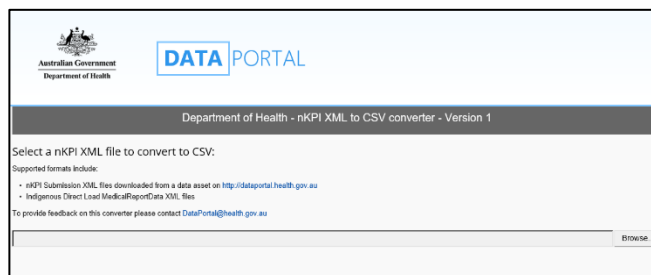 Australian Government
Department of Health
DATA PORTAL
Department of Health - nKPI XML to CSV converter - Version 1
Select a nKPI XML file to convert to CSV:
Supported formats include:
• nKPI Submission XML files downloaded from a data asset on http://dataportal.health.gov.au
• Indigenous Direct Load MedicalReportData XML files
To provide feedback on this converter please contact DataPortal@health.gov.au
Browse...